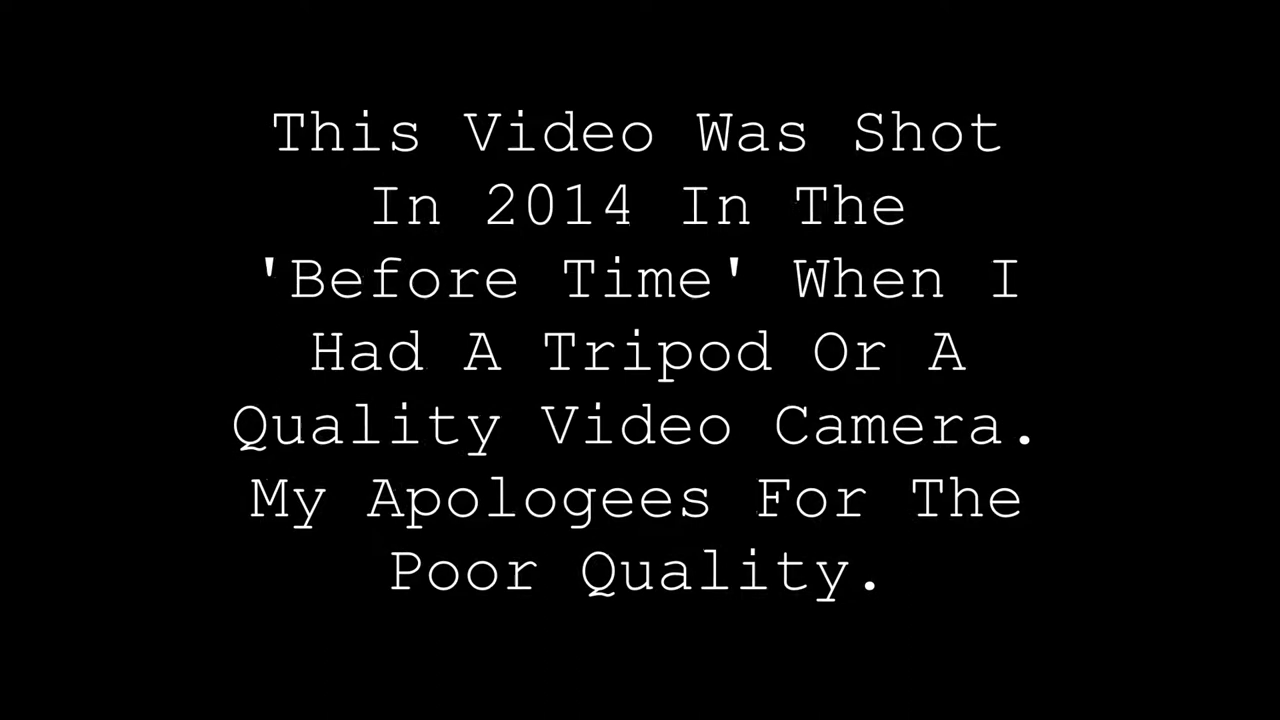 This Video Was Shot
In 2014 In The
'Before Time' When I
Had A Tripod Or A
Quality Video Camera.
My Apologees For The
Poor Quality.